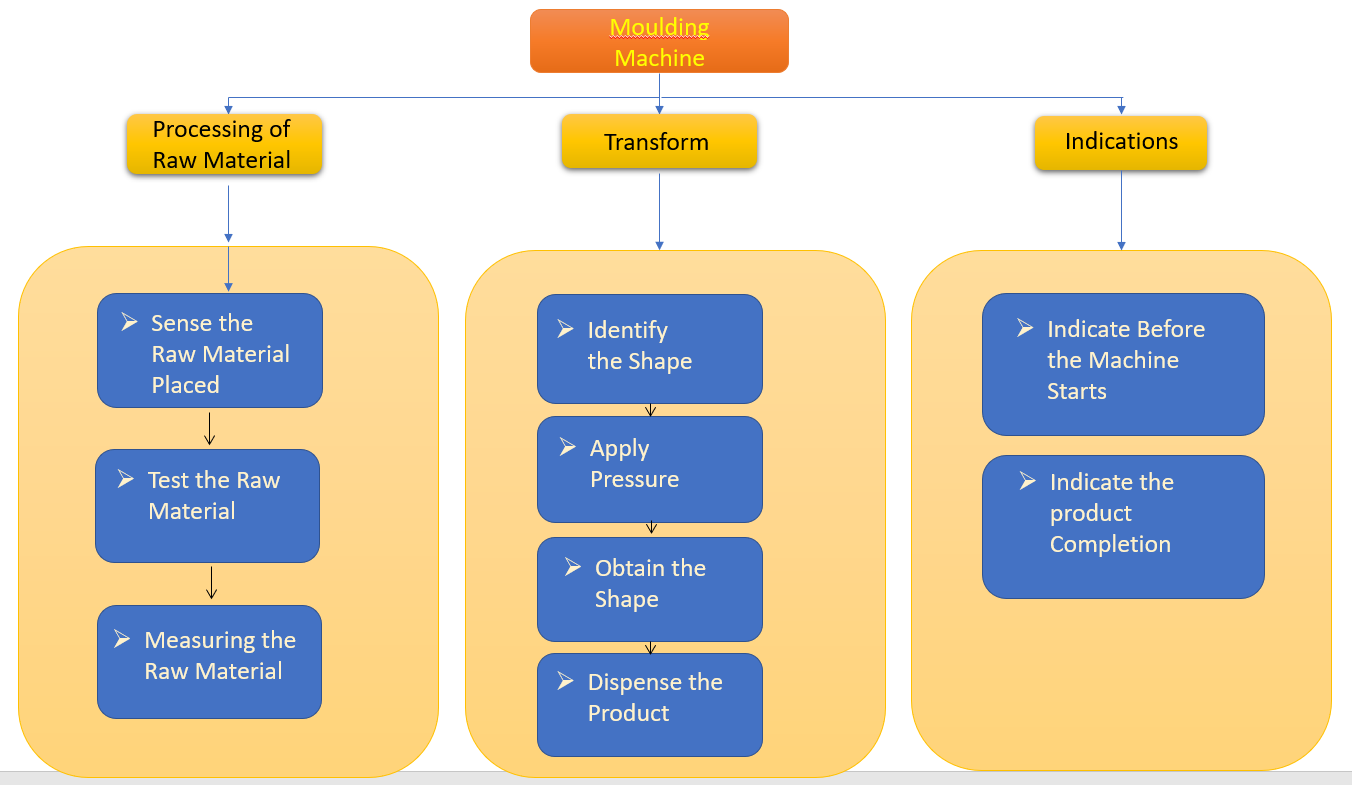 Moulding
Machine
Processing of
Raw Material
Transform
Indications
➢ Sense the
Raw Material
Placed
➢ Test the Raw
Material
➢ Measuring the
Raw Material
➢ Identify
the Shape
➢ Apply
Pressure
➢ Obtain the
Shape
➢ Dispense the
Product
➢ Indicate Before
the Machine
Starts
➢ Indicate the
product
Completion